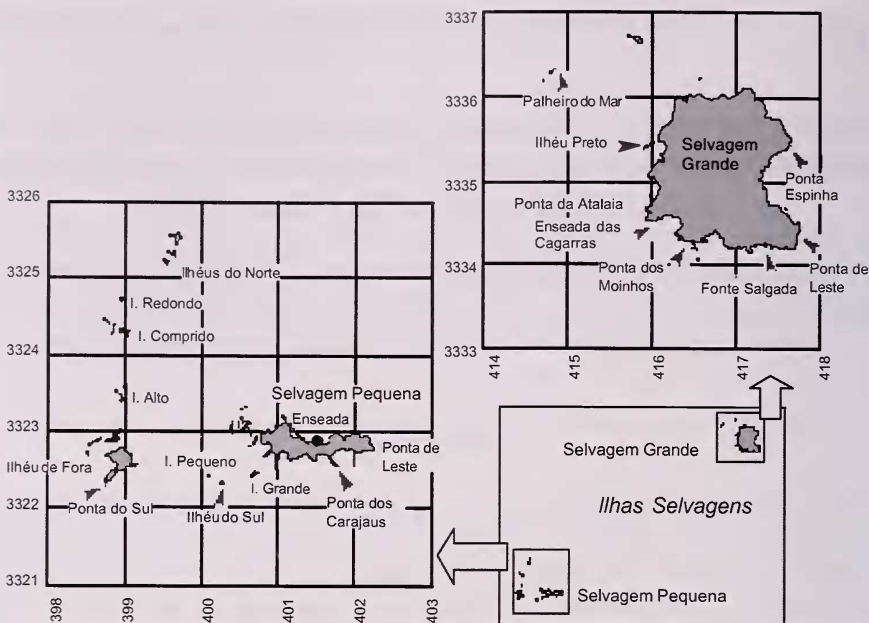 3337
3336
3335
3334
3333
414
415
416
417
418
Palheiro do Mar
Ilhéu Preto
Selvagem
Grande
Ponta
Espinha
Ponta da Atalaia
Enseada das
Cagarras
Ponta dos
Moinhos
Fonte Salgada
Ponta de
Leste
3326
3325
3324
3323
3322
3321
398
399
400
401
402
403
Ilhéus do Norte
I. Redondo
I. Comprido
I. Alto
Selvagem Pequena
Enseada
Ilhéu de Fora
I. Pequeno
Ponta de
Leste
I. Grande
Ponta do Sul
Ilhéu do Sul
Ponta dos
Carajaus
Selvagem Grande
Ilhas Selvagens
Selvagem Pequena